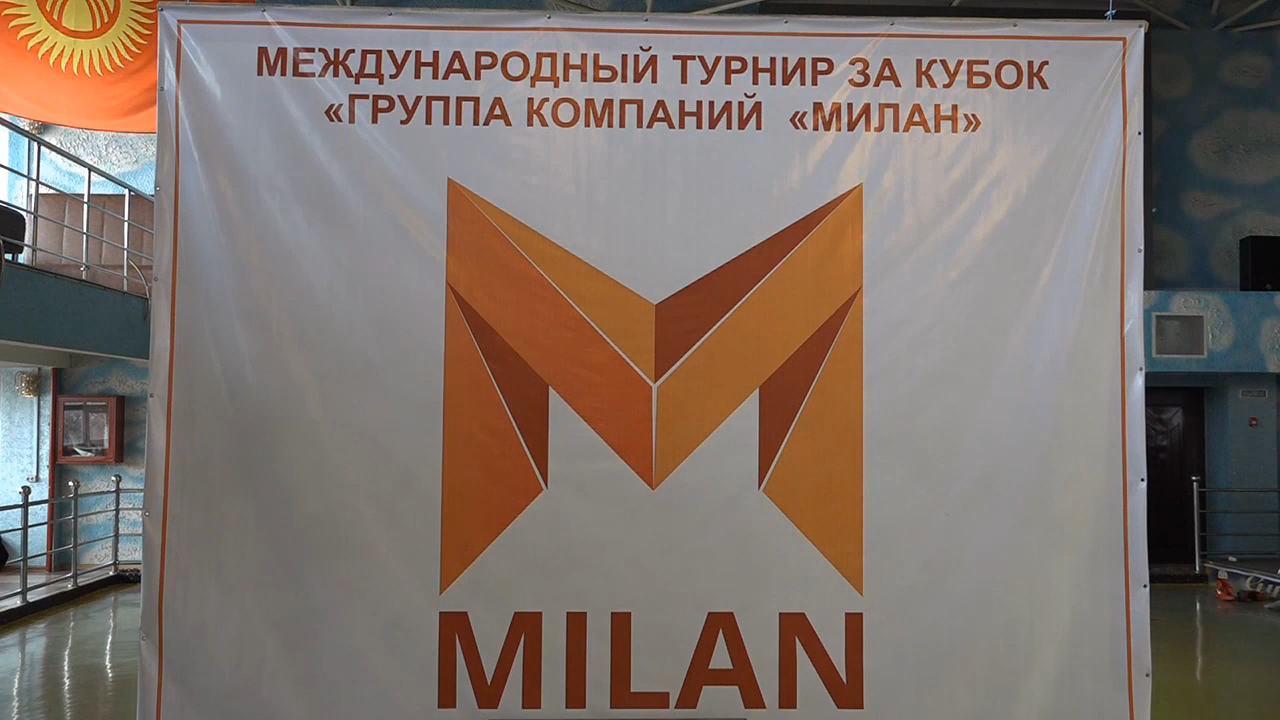 МЕЖДУНАРОДНЫЙ ТУРНИР ЗА КУБОК
«ГРУППА КОМПАНИЙ «МИЛАН»
MILAN